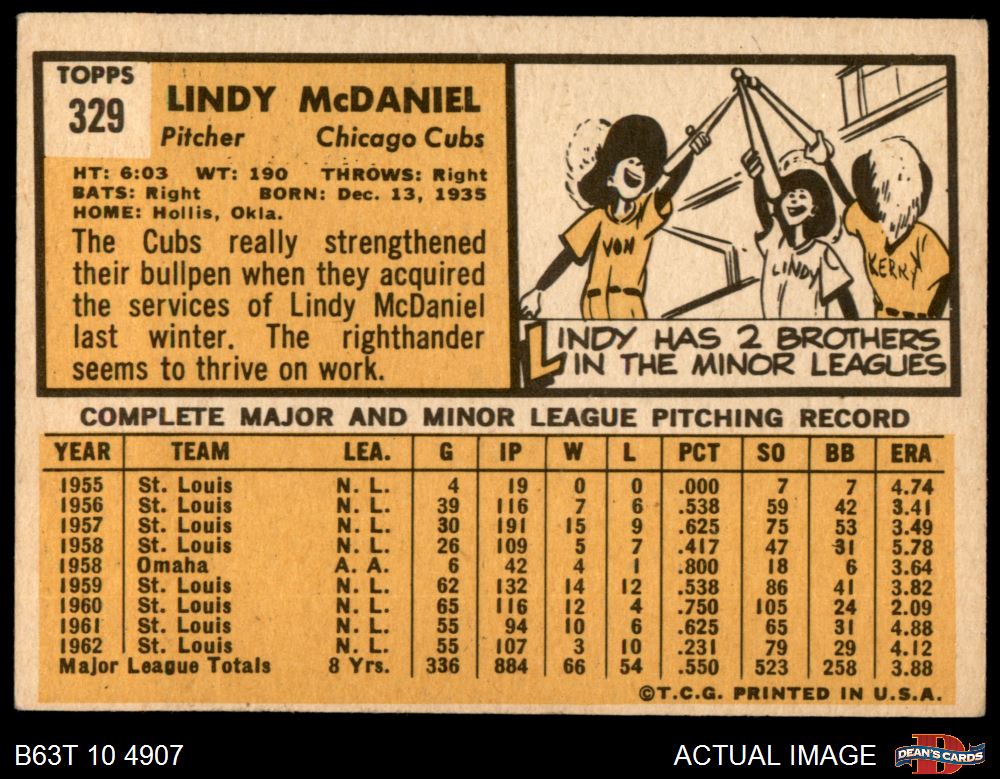 TOPPS
329
LINDY McDANIEL
Pitcher Chicago Cubs
HT: 6:03 WT: 190 THROWS: Right
BATS: Right BORN: Dec. 13, 1935
HOME: Hollis, Okla.
The Cubs really strengthened
their bullpen when they acquired
the services of Lindy McDaniel
last winter. The righthander
seems to thrive on work.
VON
LINDY
KERRY
LINDY HAS 2 BROTHERS
IN THE MINOR LEAGUES
COMPLETE MAJOR AND MINOR LEAGUE PITCHING RECORD
YEAR TEAM LEA. G IP W L PCT SO BB ERA
1955 St. Louis N. L. 4 19 0 0 .000 7 7 4.74
1956 St. Louis N. L. 39 116 7 6 .538 59 42 3.41
1957 St. Louis N. L. 30 191 15 9 .625 75 53 3.49
1958 St. Louis N. L. 26 109 5 7 .417 47 31 5.78
1958 Omaha A. A. 6 42 4 1 .800 18 6 3.64
1959 St. Louis N. L. 62 132 14 12 .538 86 41 3.82
1960 St. Louis N. L. 65 116 12 4 .750 105 24 2.09
1961 St. Louis N. L. 55 94 10 6 .625 65 31 4.88
1962 St. Louis N. L. 55 107 3 10 .231 79 29 4.12
Major League Totals 8 Yrs. 336 884 66 54 .550 523 258 3.88
©T.C.G. PRINTED IN U.S.A.
B63T 10 4907 ACTUAL IMAGE DEAN'S CARDS